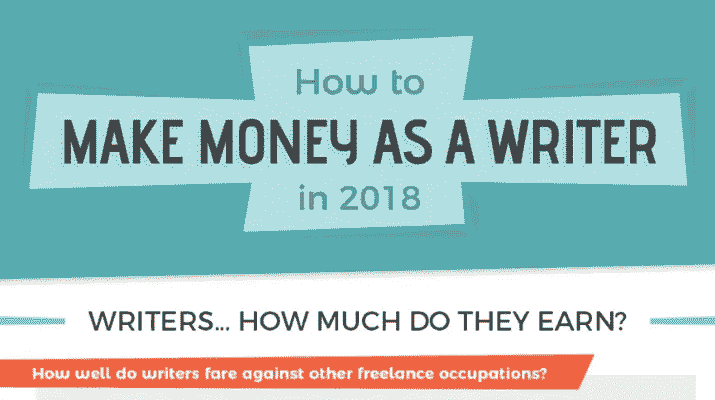 How to
MAKE MONEY AS A WRITER
in 2018
WRITERS... HOW MUCH DO THEY EARN?
How well do writers fare against other freelance occupations?